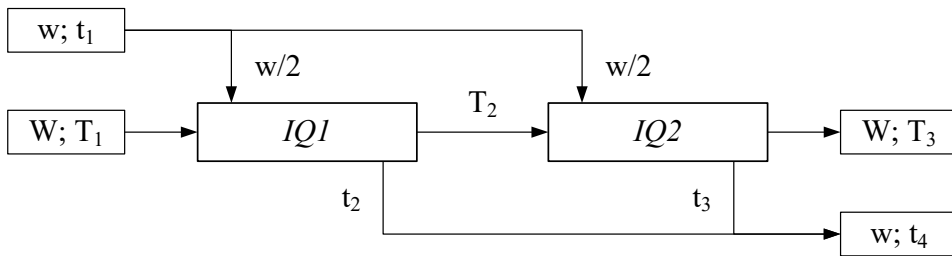 w; t₁
w/2
w/2
T₂
W; T₁
IQ1
IQ2
W; T₃
t₂
t₃
w; t₄